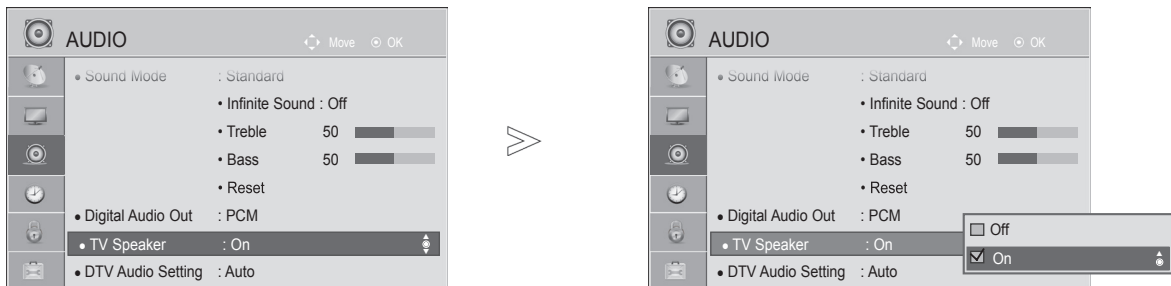 AUDIO Move OK
• Sound Mode : Standard
• Infinite Sound : Off
• Treble 50
• Bass 50
• Reset
• Digital Audio Out : PCM
• TV Speaker : On
• DTV Audio Setting : Auto
AUDIO Move OK
• Sound Mode : Standard
• Infinite Sound : Off
• Treble 50
• Bass 50
• Reset
• Digital Audio Out : PCM
• TV Speaker : On
• DTV Audio Setting : Auto
Off
On